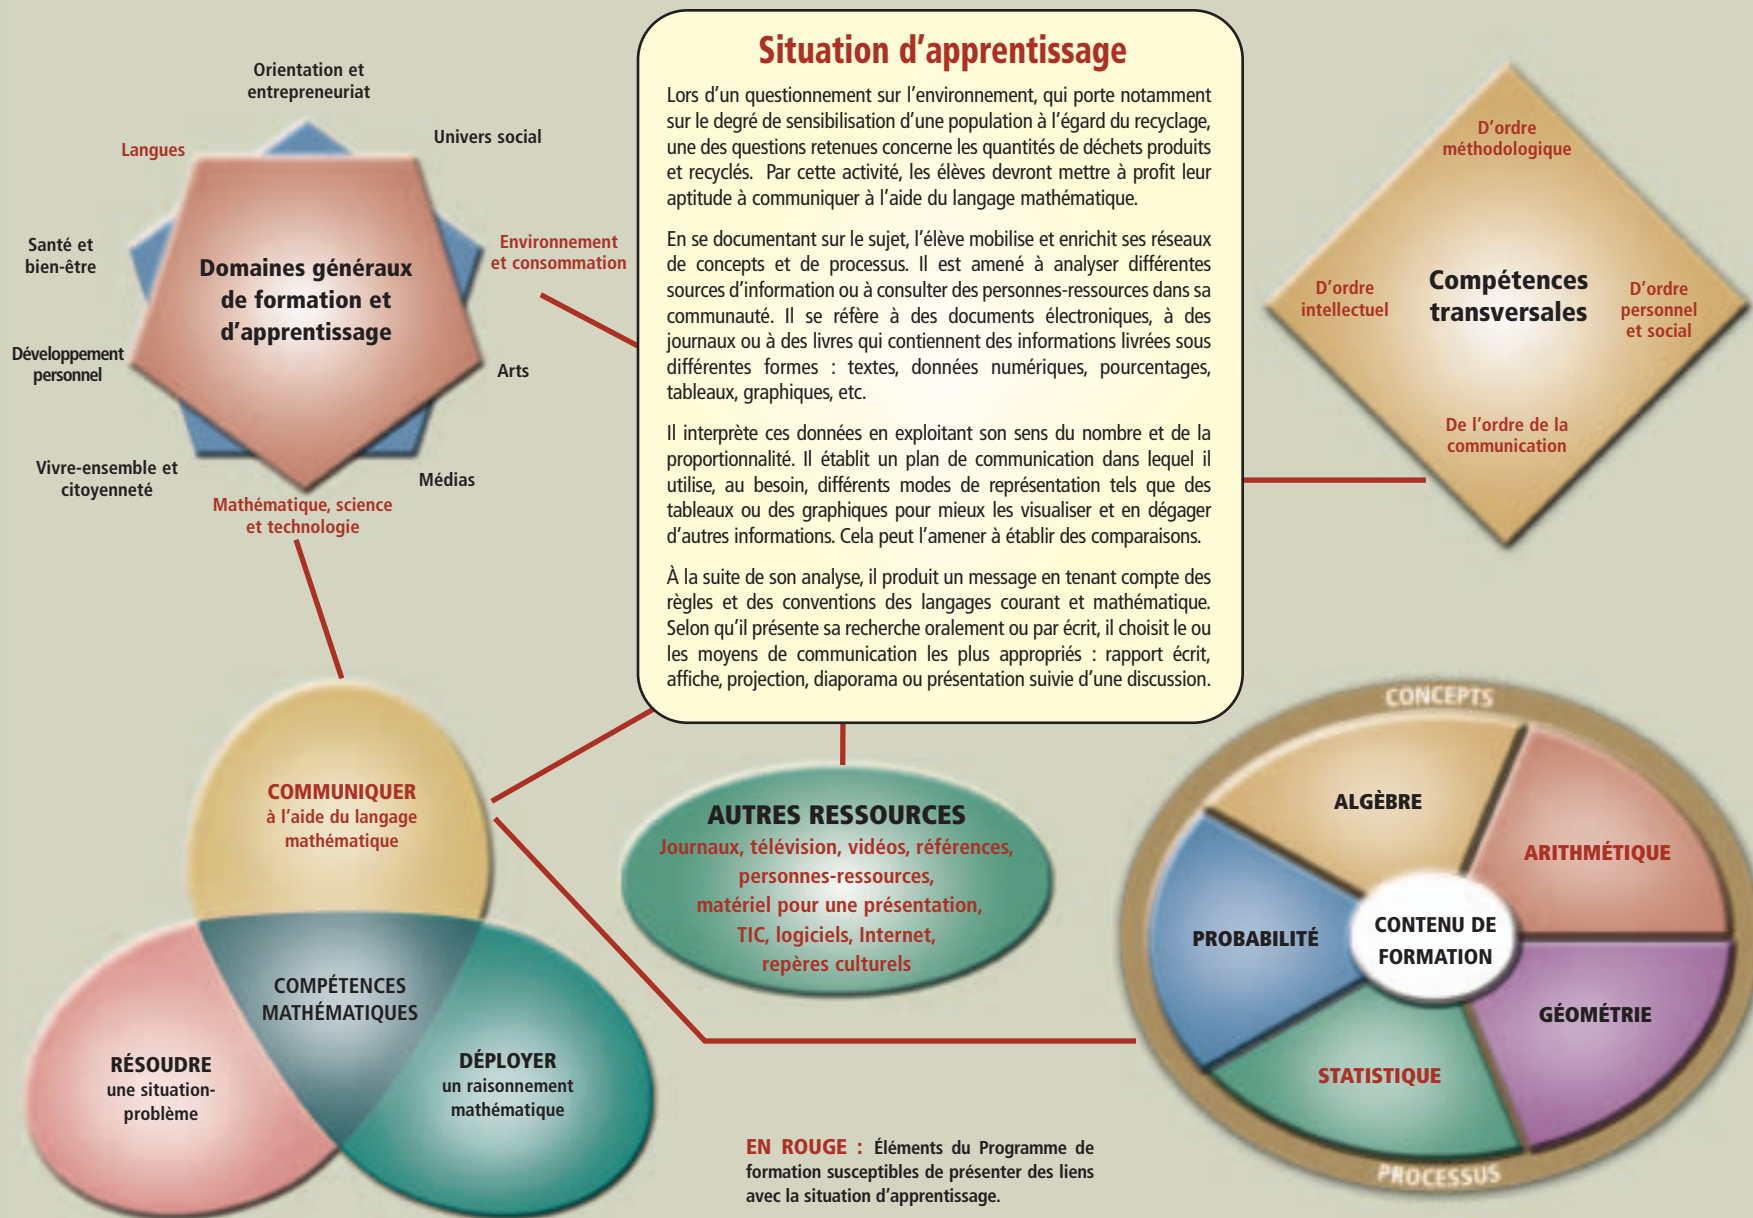 Situation d'apprentissage
Lors d'un questionnement sur l'environnement, qui porte notamment
sur le degré de sensibilisation d'une population à l'égard du recyclage,
une des questions retenues concerne les quantités de déchets produits
et recyclés. Par cette activité, les élèves devront mettre à profit leur
aptitude à communiquer à l'aide du langage mathématique.
En se documentant sur le sujet, l'élève mobilise et enrichit ses réseaux
de concepts et de processus. Il est amené à analyser différentes
sources d'information ou à consulter des personnes-ressources dans sa
communauté. Il se réfère à des documents électroniques, à des
journaux ou à des livres qui contiennent des informations livrées sous
différentes formes : textes, données numériques, pourcentages,
tableaux, graphiques, etc.
Il interprète ces données en exploitant son sens du nombre et de la
proportionnalité. Il établit un plan de communication dans lequel il
utilise, au besoin, différents modes de représentation tels que des
tableaux ou des graphiques pour mieux les visualiser et en dégager
d'autres informations. Cela peut l'amener à établir des comparaisons.
À la suite de son analyse, il produit un message en tenant compte des
règles et des conventions des langages courant et mathématique.
Selon qu'il présente sa recherche oralement ou par écrit, il choisit le ou
les moyens de communication les plus appropriés : rapport écrit,
affiche, projection, diaporama ou présentation suivie d'une discussion.
Orientation et
entrepreneuriat
Langues
Univers social
Santé et
bien-être
Environnement
et consommation
Domaines généraux
de formation et
d'apprentissage
Développement
personnel
Arts
Vivre-ensemble et
citoyenneté
Médias
Mathématique, science
et technologie
D'ordre
méthodologique
D'ordre
intellectuel
Compétences
transversales
D'ordre
personnel
et social
De l'ordre de la
communication
COMMUNIQUER
à l'aide du langage
mathématique
COMPÉTENCES
MATHÉMATIQUES
RÉSOUDRE
une situation-
problème
DÉPLOYER
un raisonnement
mathématique
AUTRES RESSOURCES
Journaux, télévision, vidéos, références,
personnes-ressources,
matériel pour une présentation,
TIC, logiciels, Internet,
repères culturels
CONCEPTS
ALGÈBRE
ARITHMÉTIQUE
PROBABILITÉ
CONTENU DE
FORMATION
GÉOMÉTRIE
STATISTIQUE
PROCESSUS
EN ROUGE : Éléments du Programme de
formation susceptibles de présenter des liens
avec la situation d'apprentissage.